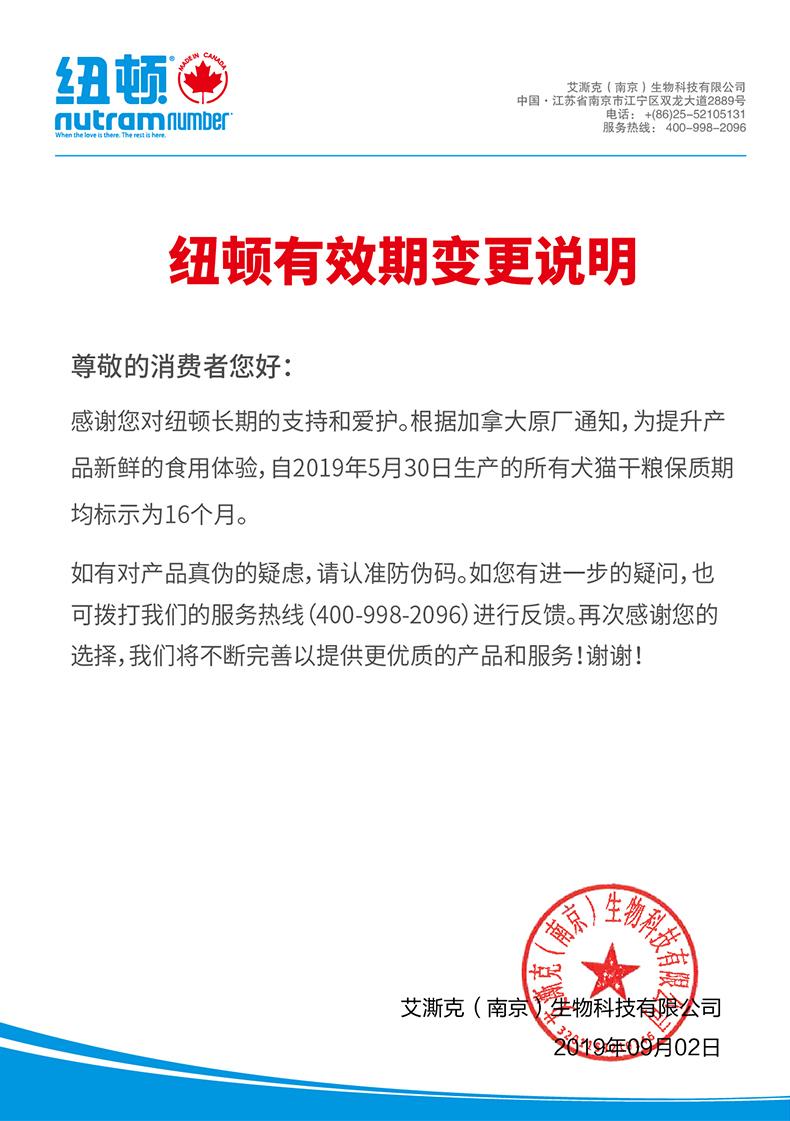 纽顿®
MADE IN CANADA
nutram number
When the love is there. The rest is here.
艾澌克（南京）生物科技有限公司
中国·江苏省南京市江宁区双龙大道2889号
电话： +(86)25-52105131
服务热线： 400-998-2096
纽顿有效期变更说明
尊敬的消费者您好：
感谢您对纽顿长期的支持和爱护。根据加拿大原厂通知，为提升产
品新鲜的食用体验，自2019年5月30日生产的所有犬猫干粮保质期
均标示为16个月。
如有对产品真伪的疑虑，请认准防伪码。如您有进一步的疑问，也
可拨打我们的服务热线（400-998-2096）进行反馈。再次感谢您的
选择，我们将不断完善以提供更优质的产品和服务！谢谢！
艾澌克（南京）生物科技有限公司
艾澌克（南京）生物科技有限公司
2019年09月02日